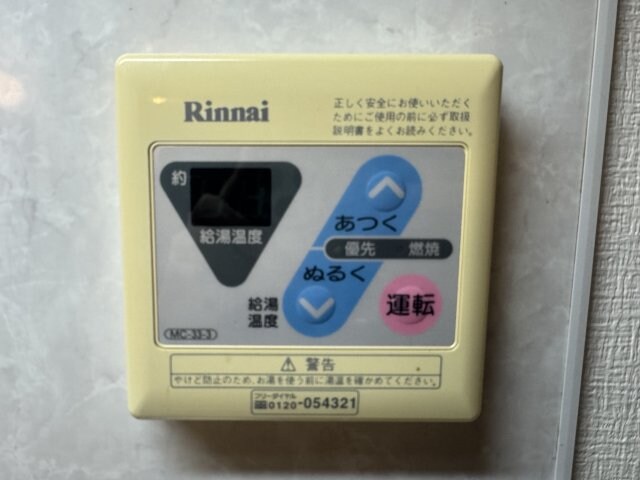 Rinnai
正しく安全にお使いいただく
ためにご使用の前に必ず取扱
説明書をよくお読みください。
約
給湯温度
あつく
優先 燃焼
ぬるく
給湯
温度
運転
MC-33-3
⚠ 警告
やけど防止のため、お湯を使う前に湯温を確かめてください。
フリーダイヤル
0120-054321